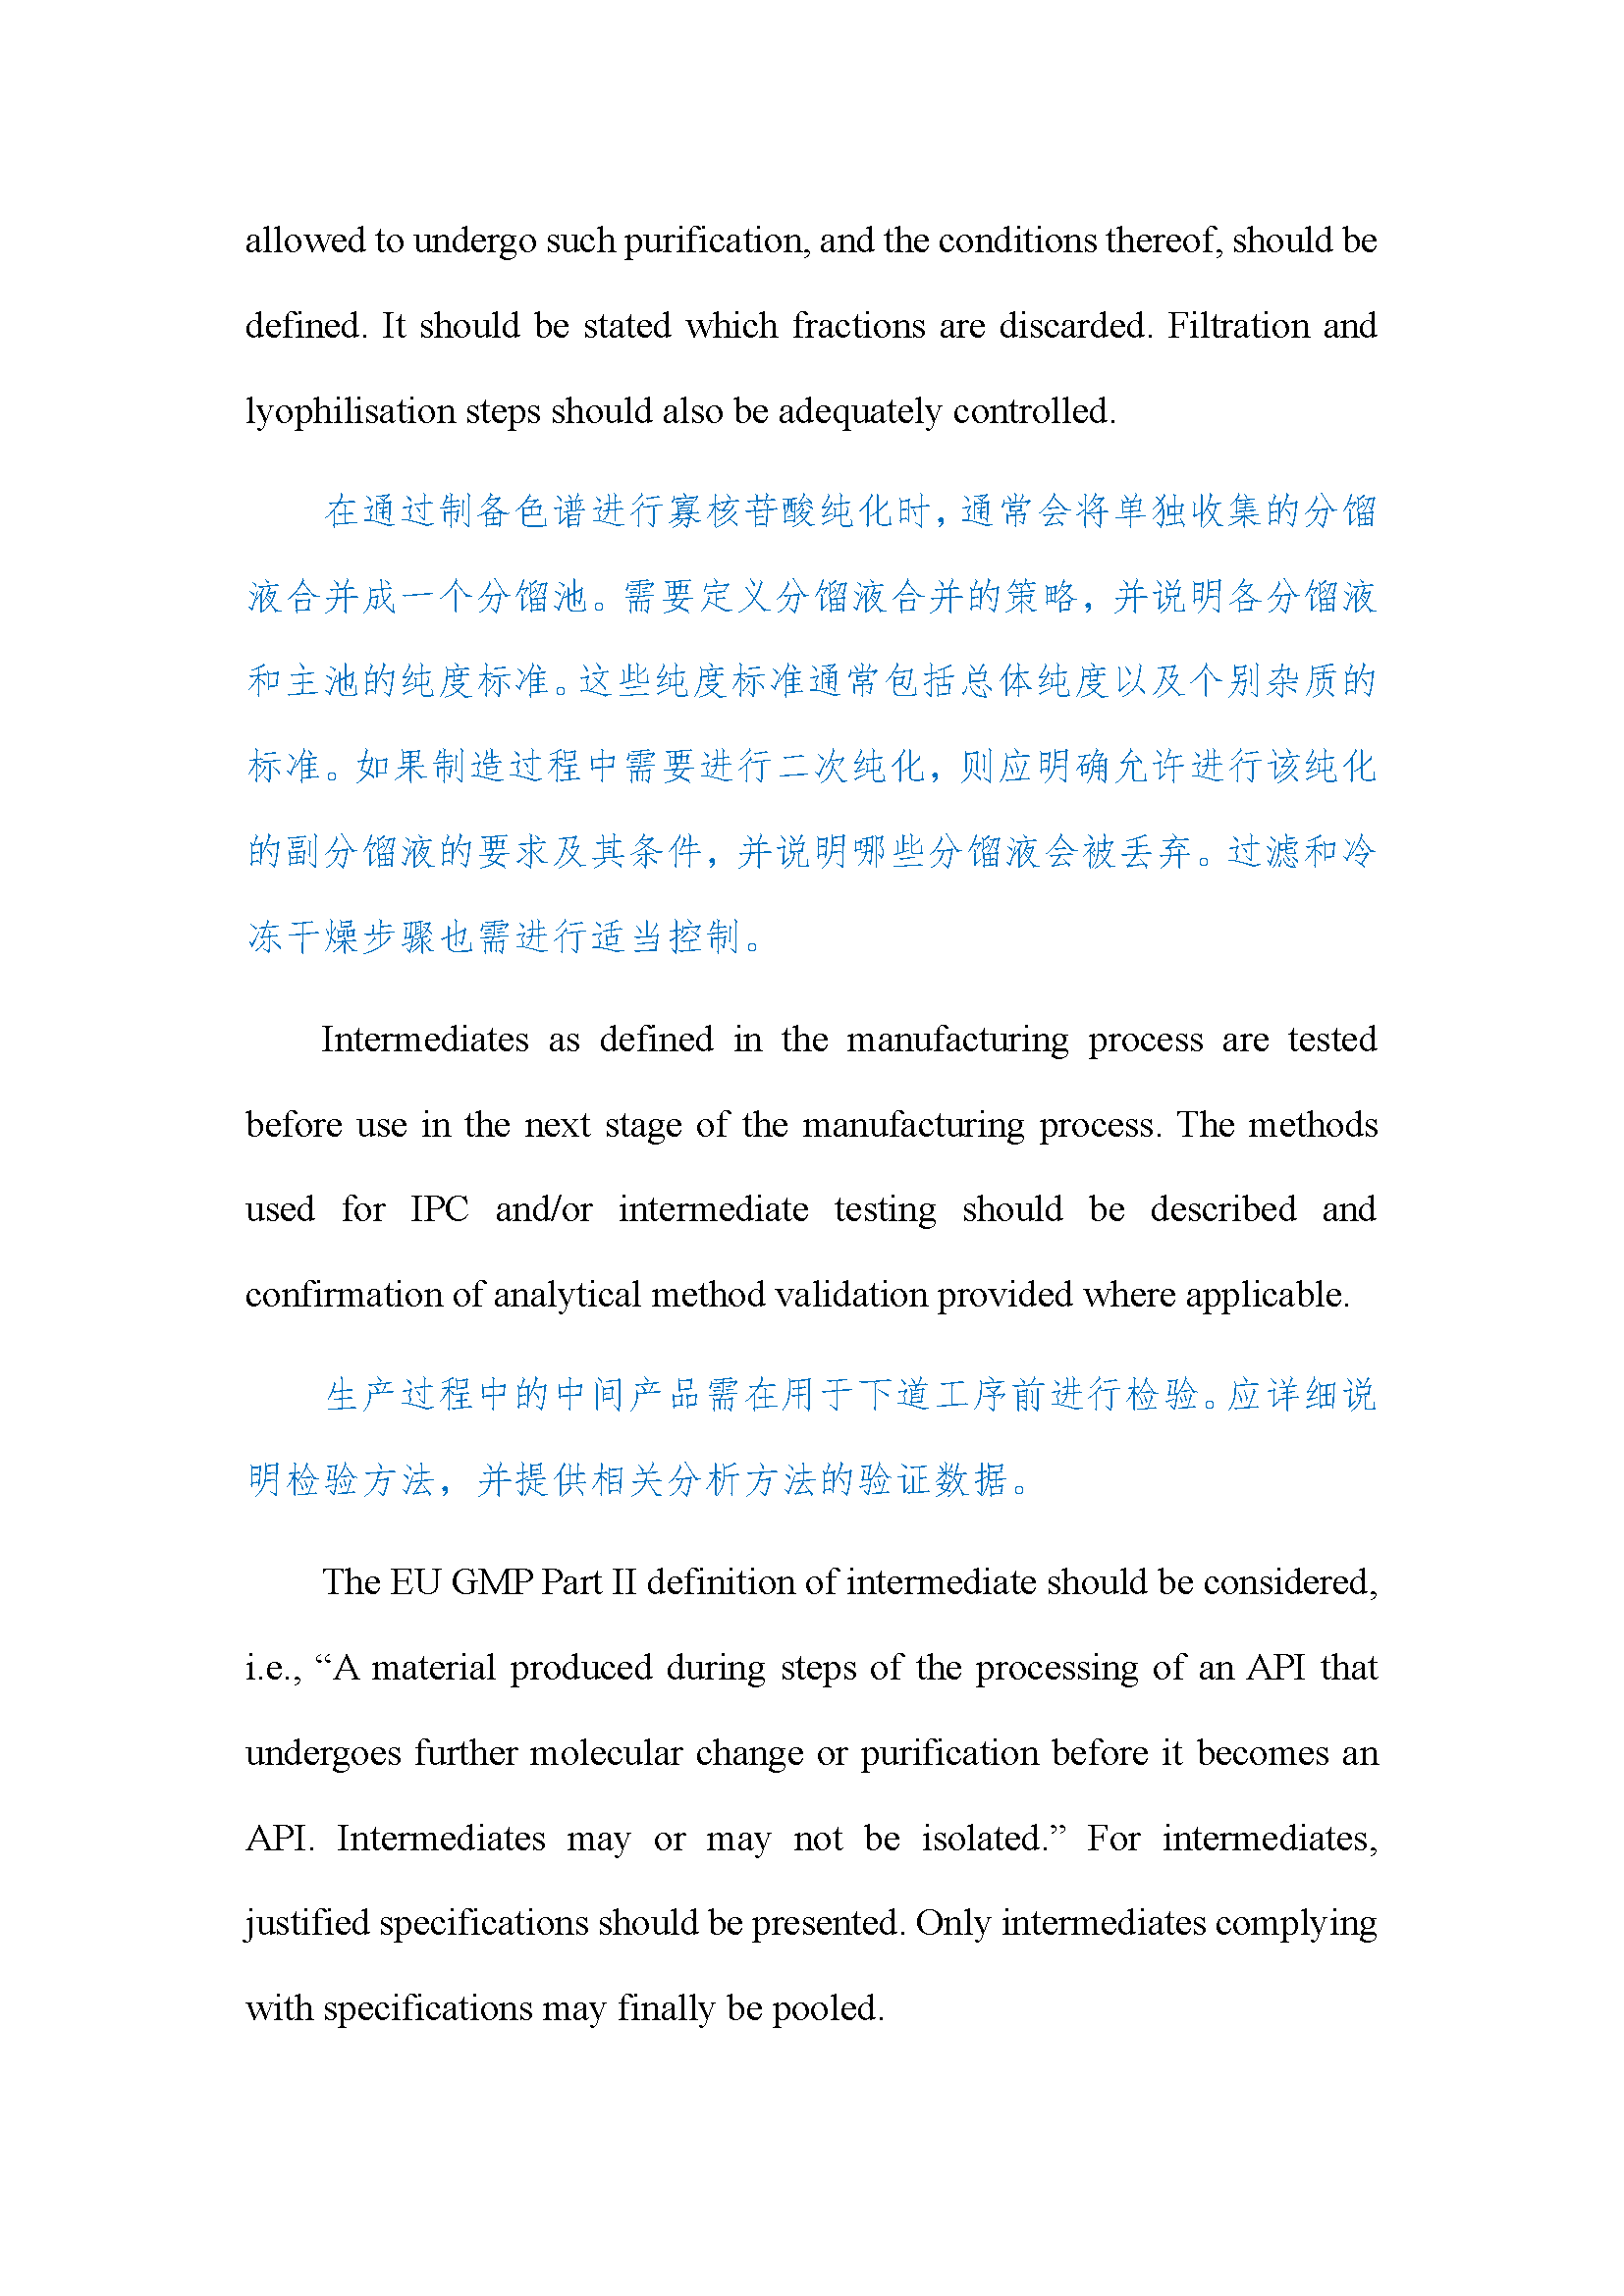 allowed to undergo such purification, and the conditions thereof, should be
defined. It should be stated which fractions are discarded. Filtration and
lyophilisation steps should also be adequately controlled.
在通过制备色谱进行寡核苷酸纯化时，通常会将单独收集的分馏
液合并成一个分馏池。需要定义分馏液合并的策略，并说明各分馏液
和主池的纯度标准。这些纯度标准通常包括总体纯度以及个别杂质的
标准。如果制造过程中需要进行二次纯化，则应明确允许进行该纯化
的副分馏液的要求及其条件，并说明哪些分馏液会被丢弃。过滤和冷
冻干燥步骤也需进行适当控制。
Intermediates as defined in the manufacturing process are tested
before use in the next stage of the manufacturing process. The methods
used for IPC and/or intermediate testing should be described and
confirmation of analytical method validation provided where applicable.
生产过程中的中间产品需在用于下道工序前进行检验。应详细说
明检验方法，并提供相关分析方法的验证数据。
The EU GMP Part II definition of intermediate should be considered,
i.e., “A material produced during steps of the processing of an API that
undergoes further molecular change or purification before it becomes an
API. Intermediates may or may not be isolated.” For intermediates,
justified specifications should be presented. Only intermediates complying
with specifications may finally be pooled.